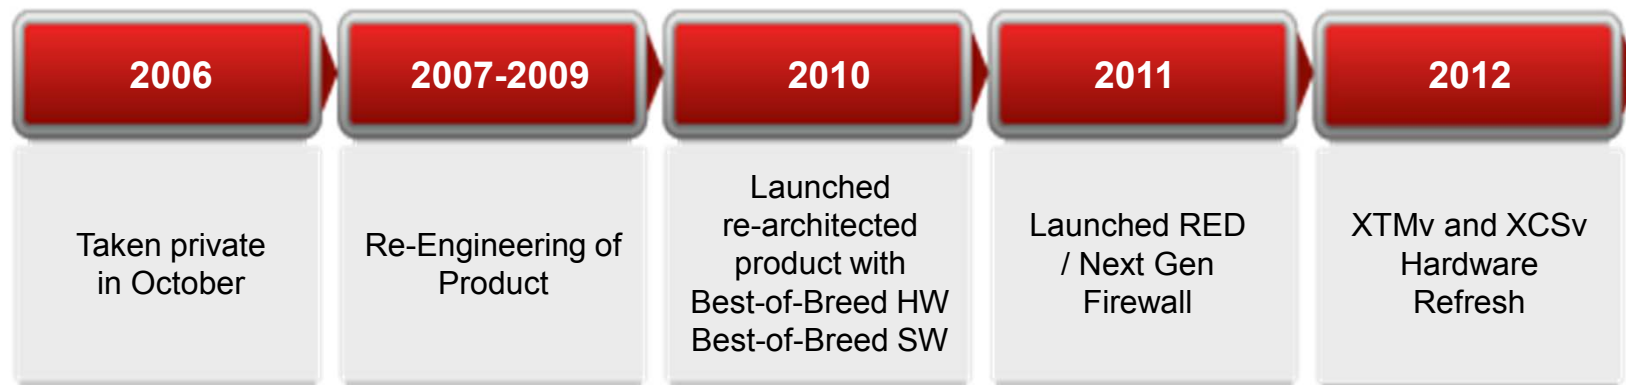 2006
Taken private
in October
2007-2009
Re-Engineering of
Product
2010
Launched
re-architected
product with
Best-of-Breed HW
Best-of-Breed SW
2011
Launched RED
/ Next Gen
Firewall
2012
XTMv and XCSv
Hardware
Refresh